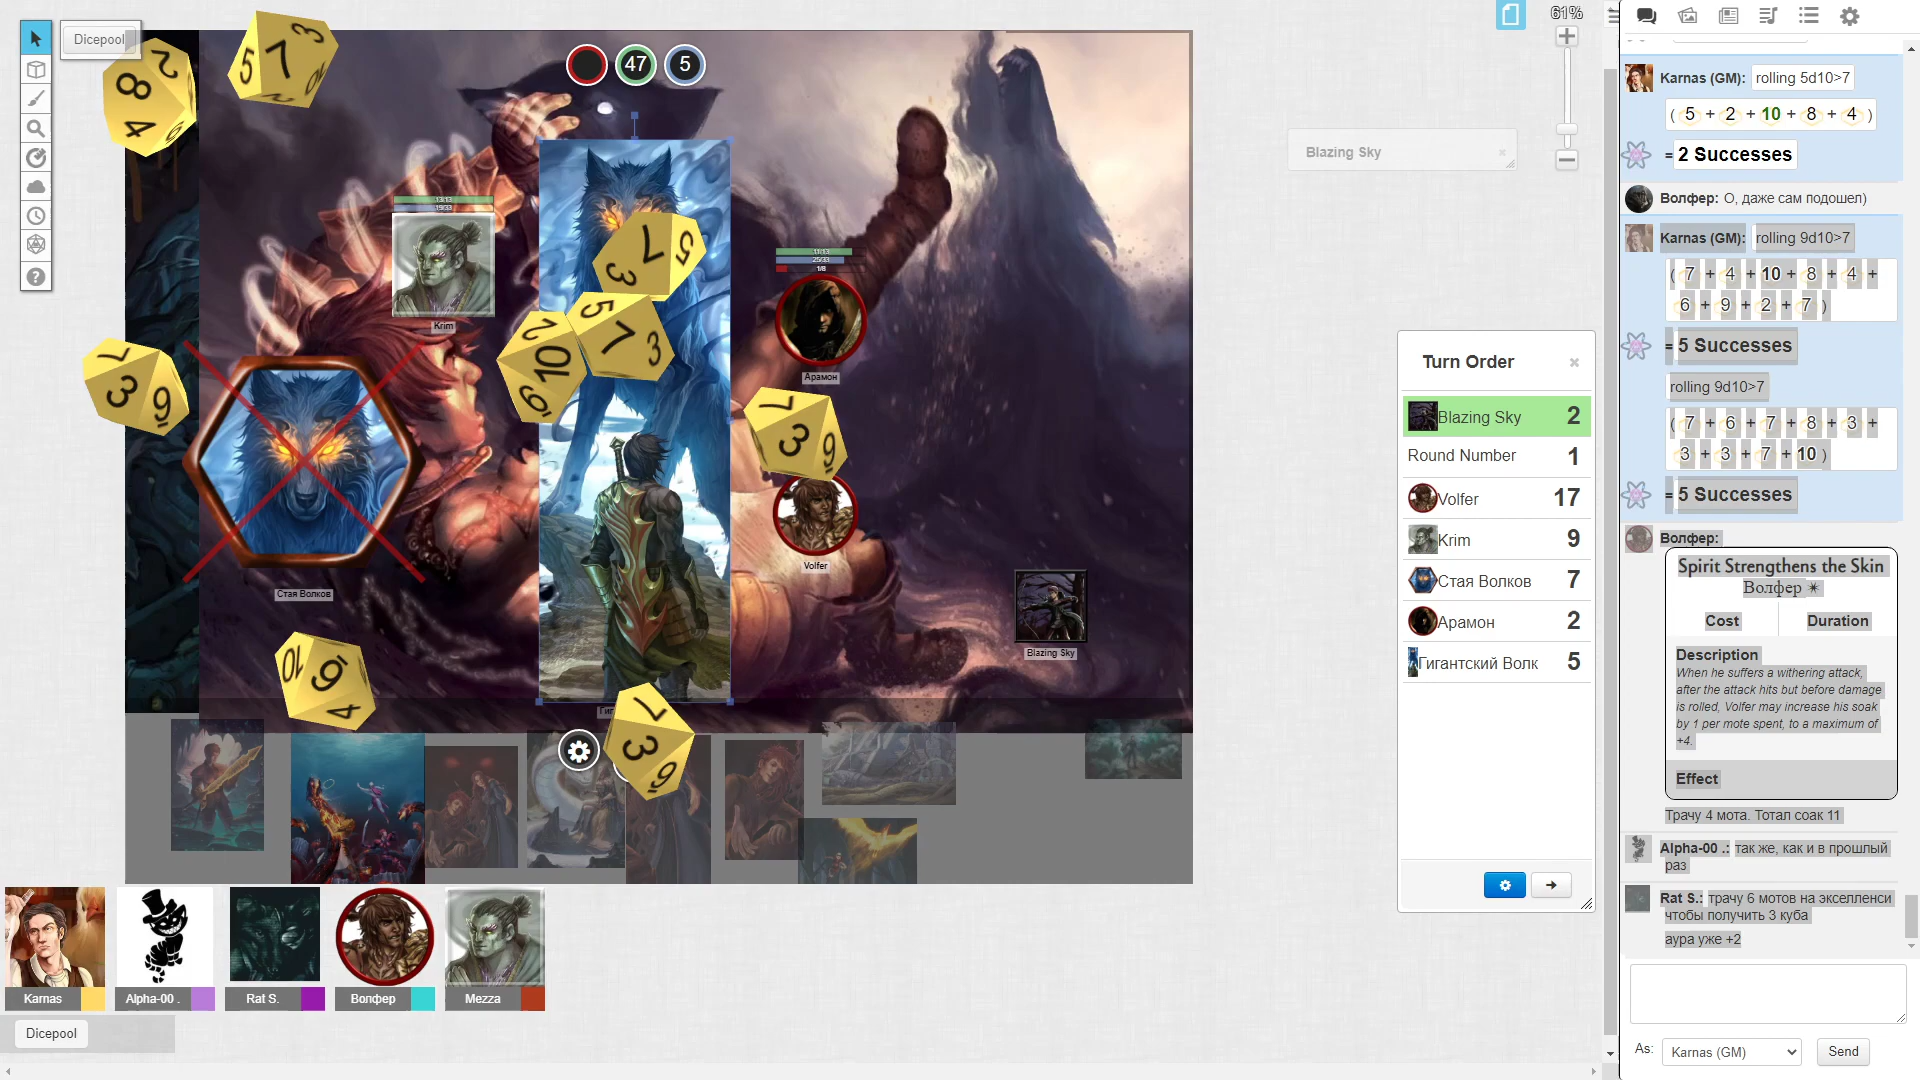 Dicepool
47
5
61%
Krim
Арамон
Volfer
Стая Волков
Blazing Sky
Blazing Sky
Turn Order
Blazing Sky 2
Round Number 1
Volfer 17
Krim 9
Стая Волков 7
Арамон 2
Гигантский Волк 5
Karnas
Alpha-00 .
Rat S.
Волфер
Mezza
Dicepool
Karnas (GM): rolling 5d10>7
( 5 + 2 + 10 + 8 + 4 )
= 2 Successes
Волфер: О, даже сам подошел)
Karnas (GM): rolling 9d10>7
( 7 + 4 + 10 + 8 + 4 +
6 + 9 + 2 + 7 )
= 5 Successes
rolling 9d10>7
( 7 + 6 + 7 + 8 + 3 +
3 + 3 + 7 + 10 )
= 5 Successes
Волфер:
Spirit Strengthens the Skin
Волфер ✴
Cost Duration
Description
When he suffers a withering attack,
after the attack hits but before damage
is rolled, Volfer may increase his soak
by 1 per mote spent, to a maximum of
+4.
Effect
Трачу 4 мота. Тотал соак 11
Alpha-00 .: так же, как и в прошлый
раз
Rat S.: трачу 6 мотов на экселленси
чтобы получить 3 куба
аура уже +2
As: Karnas (GM) Send